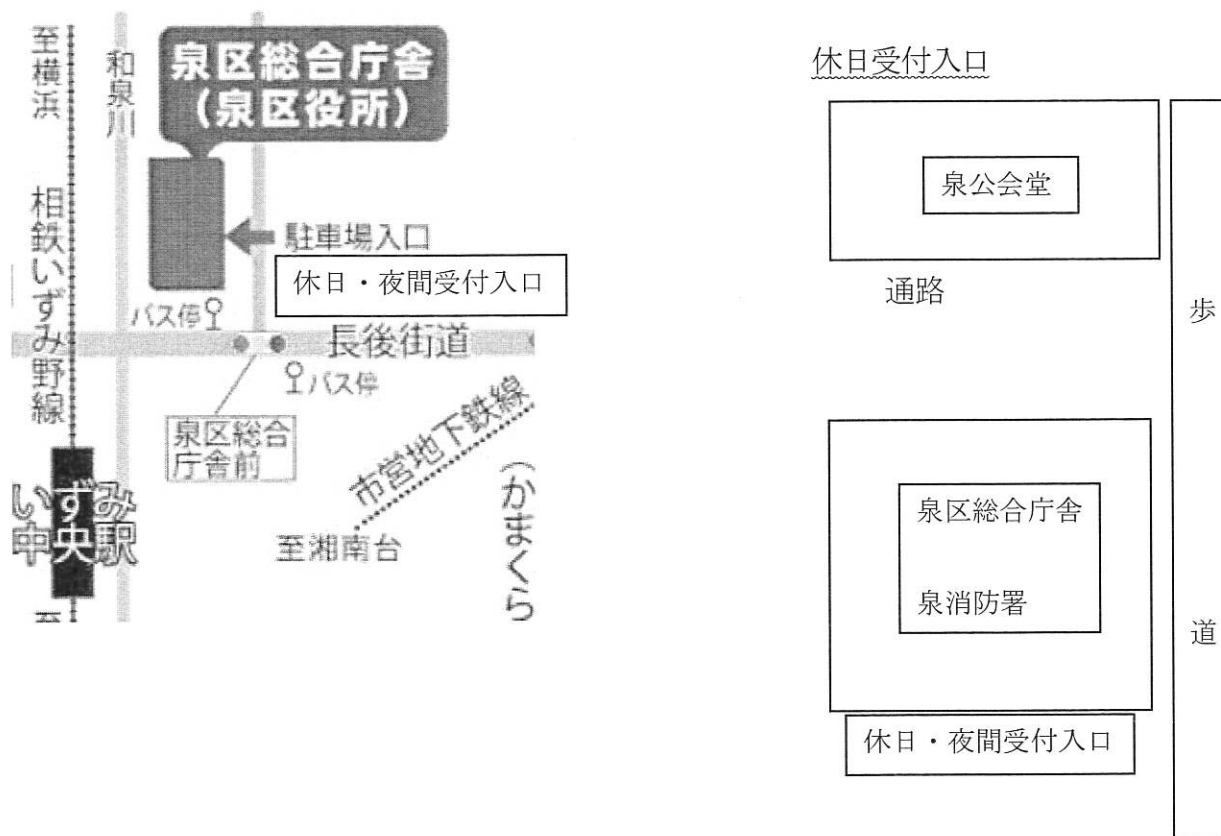 至横浜
和泉川
泉区総合庁舎
(泉区役所)
相鉄いずみ野線
駐車場入口
休日・夜間受付入口
バス停
長後街道
バス停
泉区総合
庁舎前
市営地下鉄線
至湘南台
(かまくら
いずみ
中央駅
至
休日受付入口
泉公会堂
通路
歩道
泉区総合庁舎
泉消防署
休日・夜間受付入口